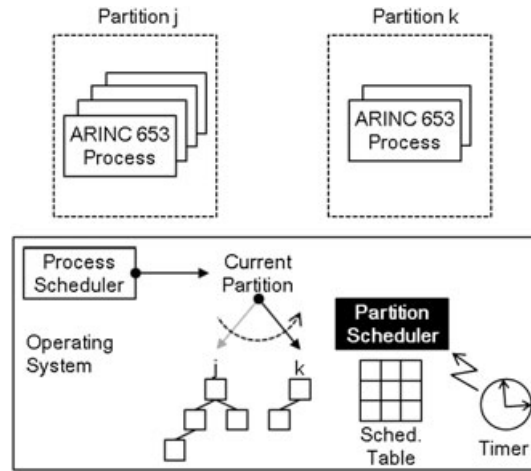 Partition j
Partition k
ARINC 653
Process
ARINC 653
Process
Process
Scheduler
Current
Partition
Partition
Scheduler
Operating
System
j
k
Sched.
Table
Timer